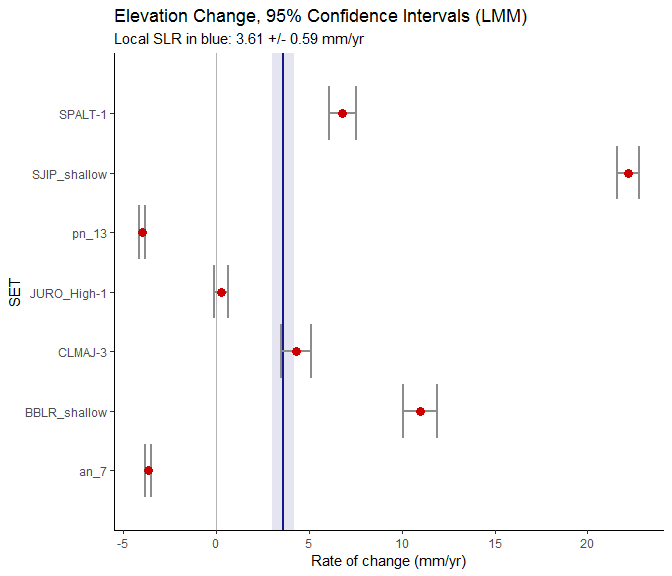 Elevation Change, 95% Confidence Intervals (LMM)
Local SLR in blue: 3.61 +/- 0.59 mm/yr
SPALT-1
SJIP_shallow
pn_13
SET
JURO_High-1
CLMAJ-3
BBLR_shallow
an_7
-5 0 5 10 15 20
Rate of change (mm/yr)